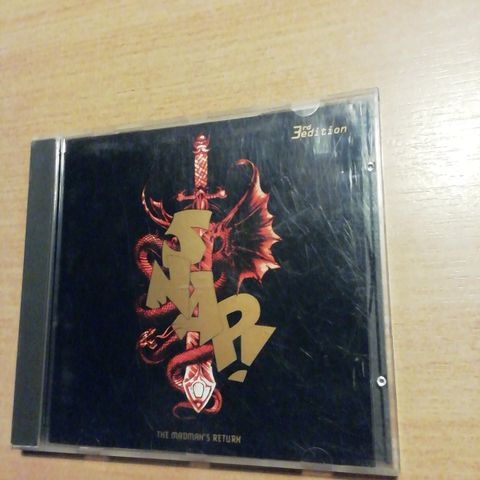 3rd
edition
SNAP!
THE MADMAN'S RETURN